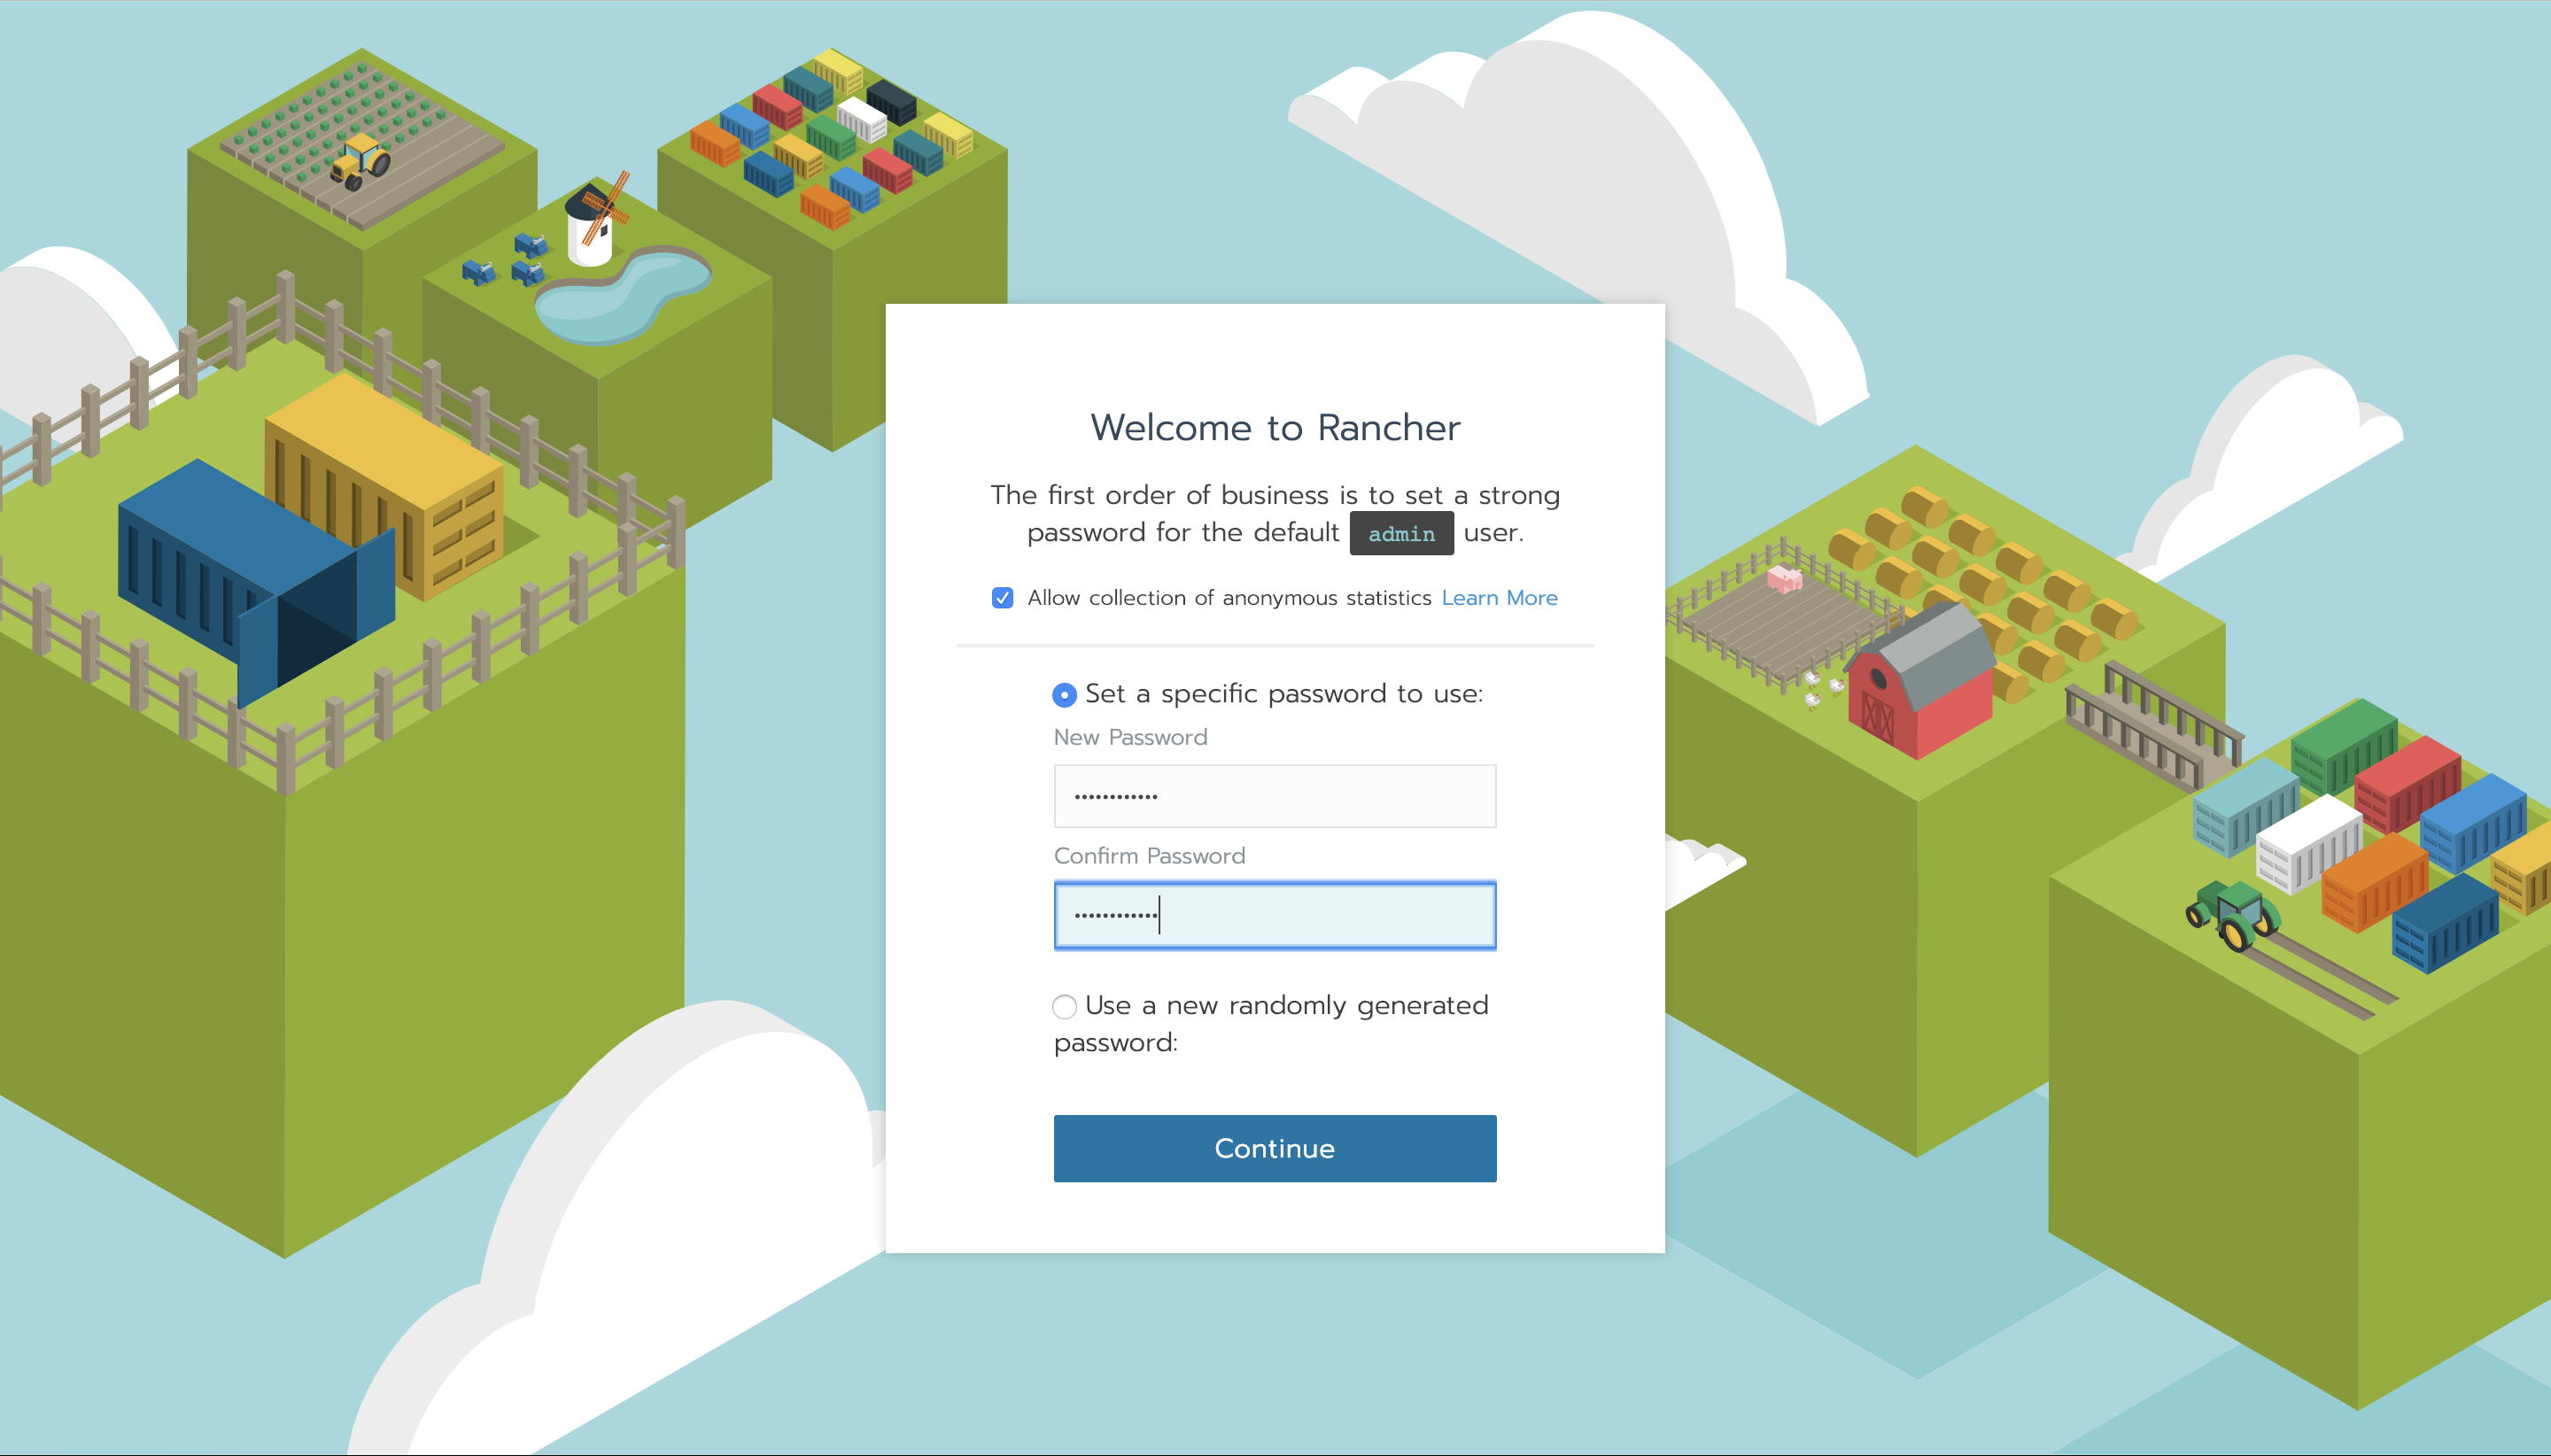 Welcome to Rancher
The first order of business is to set a strong
password for the default admin user.
Allow collection of anonymous statistics Learn More
Set a specific password to use:
New Password
••••••••••••
Confirm Password
••••••••••••
Use a new randomly generated
password:
Continue